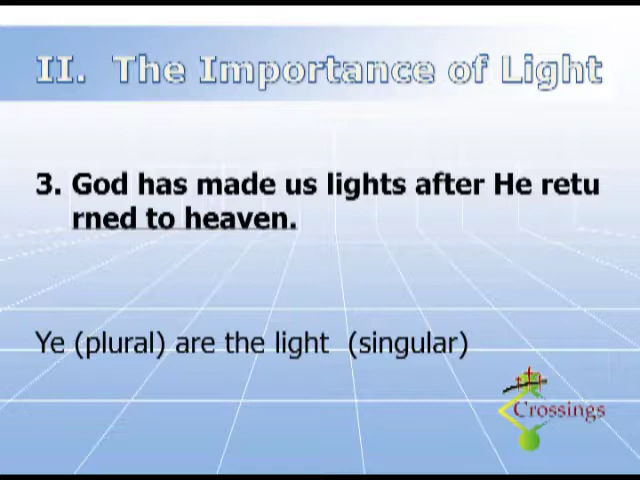 II. The Importance of Light
3. God has made us lights after He retu
rned to heaven.
Ye (plural) are the light (singular)
Crossings